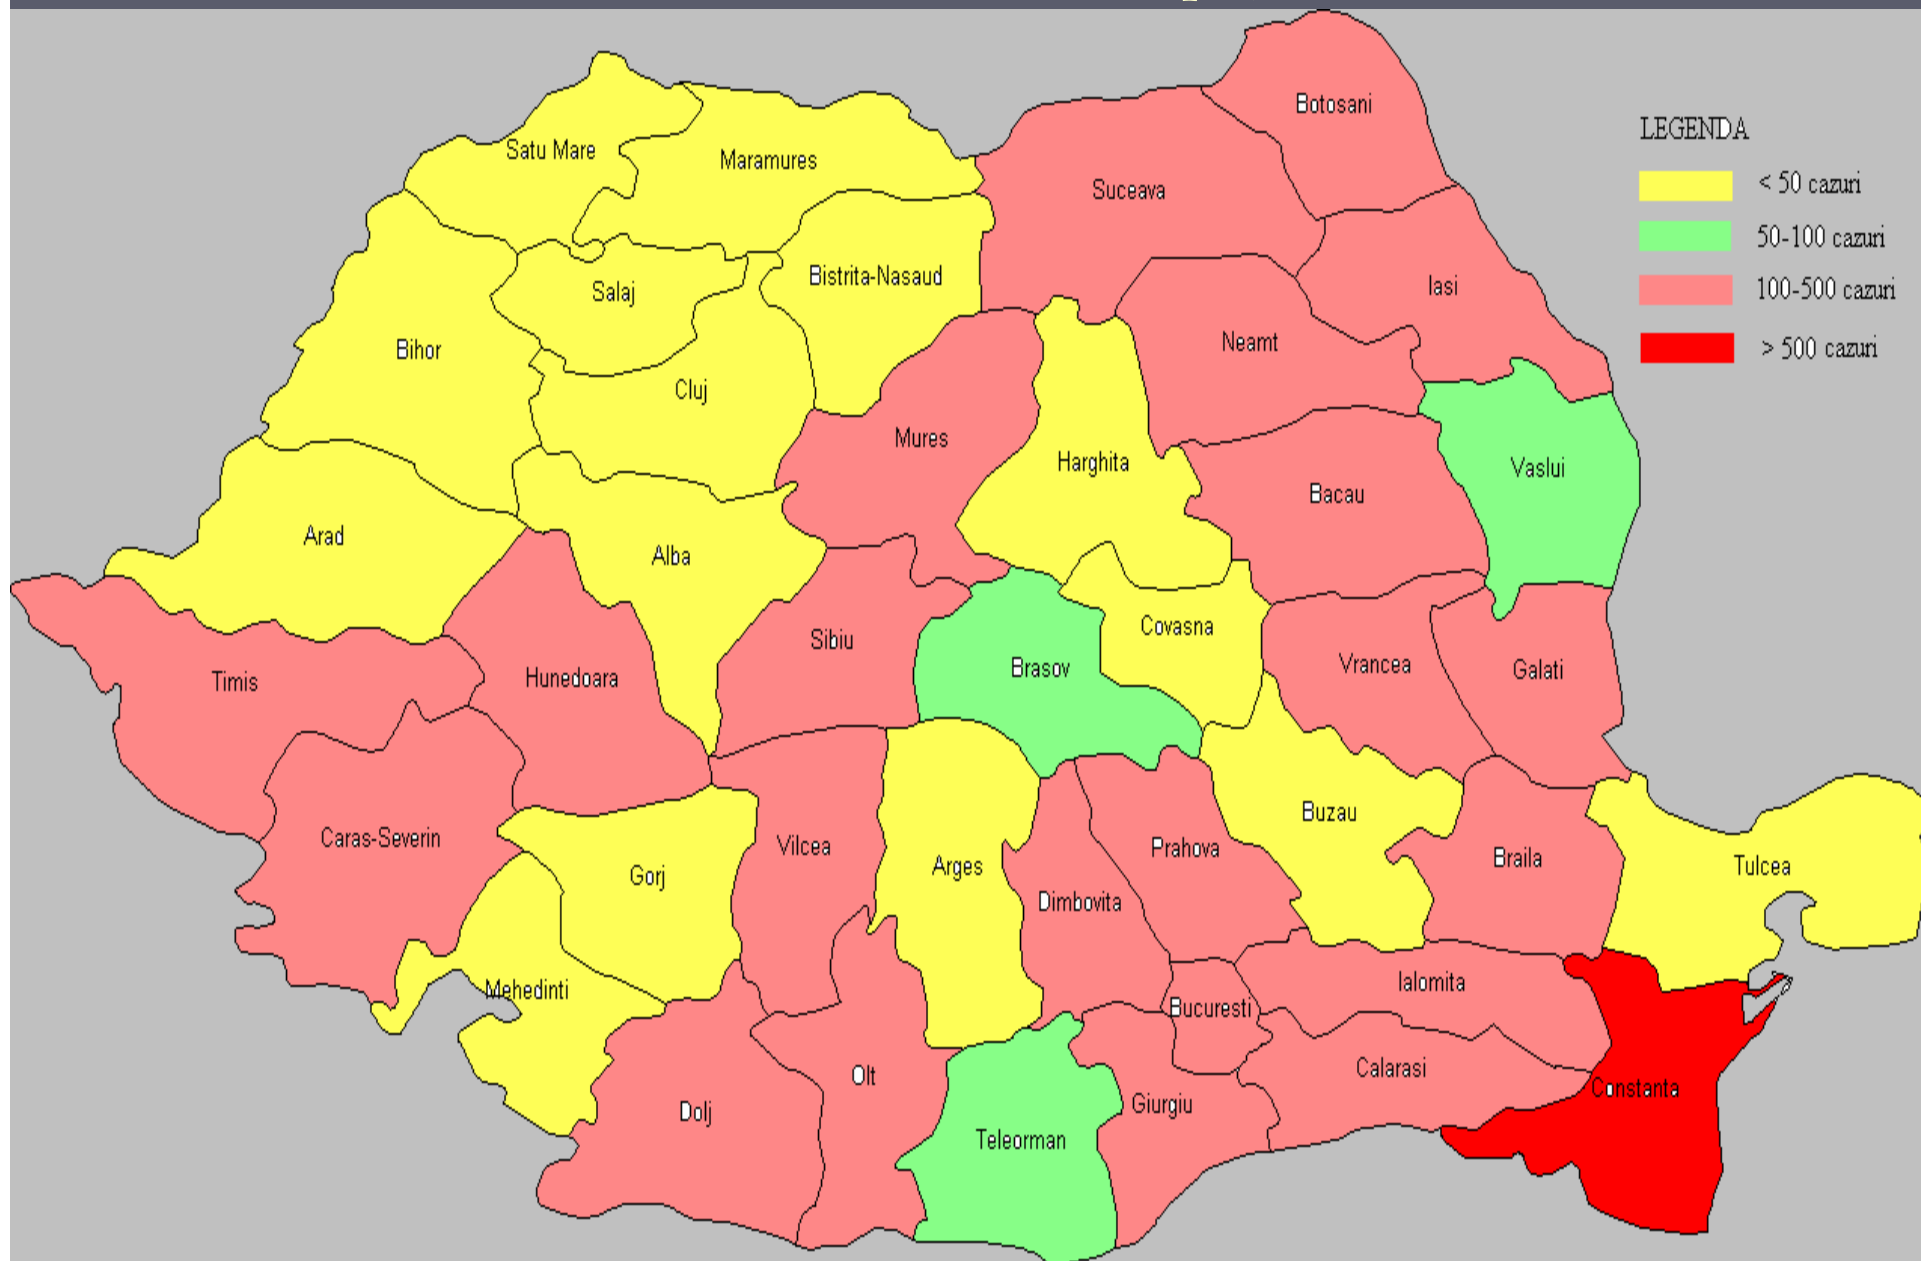 Botosani
LEGENDA
Satu Mare
Maramures
Suceava
< 50 cazuri
50-100 cazuri
Bistrita-Nasaud
Salaj
Iasi
100-500 cazuri
Bihor
Neamt
> 500 cazuri
Cluj
Mures
Harghita
Vaslui
Bacau
Arad
Alba
Covasna
Sibiu
Brasov
Vrancea
Galati
Timis
Hunedoara
Buzau
Caras-Severin
Vilcea
Prahova
Braila
Tulcea
Gorj
Arges
Dimbovita
Mehedinti
Ialomita
Bucuresti
Olt
Calarasi
Constanta
Dolj
Giurgiu
Teleorman